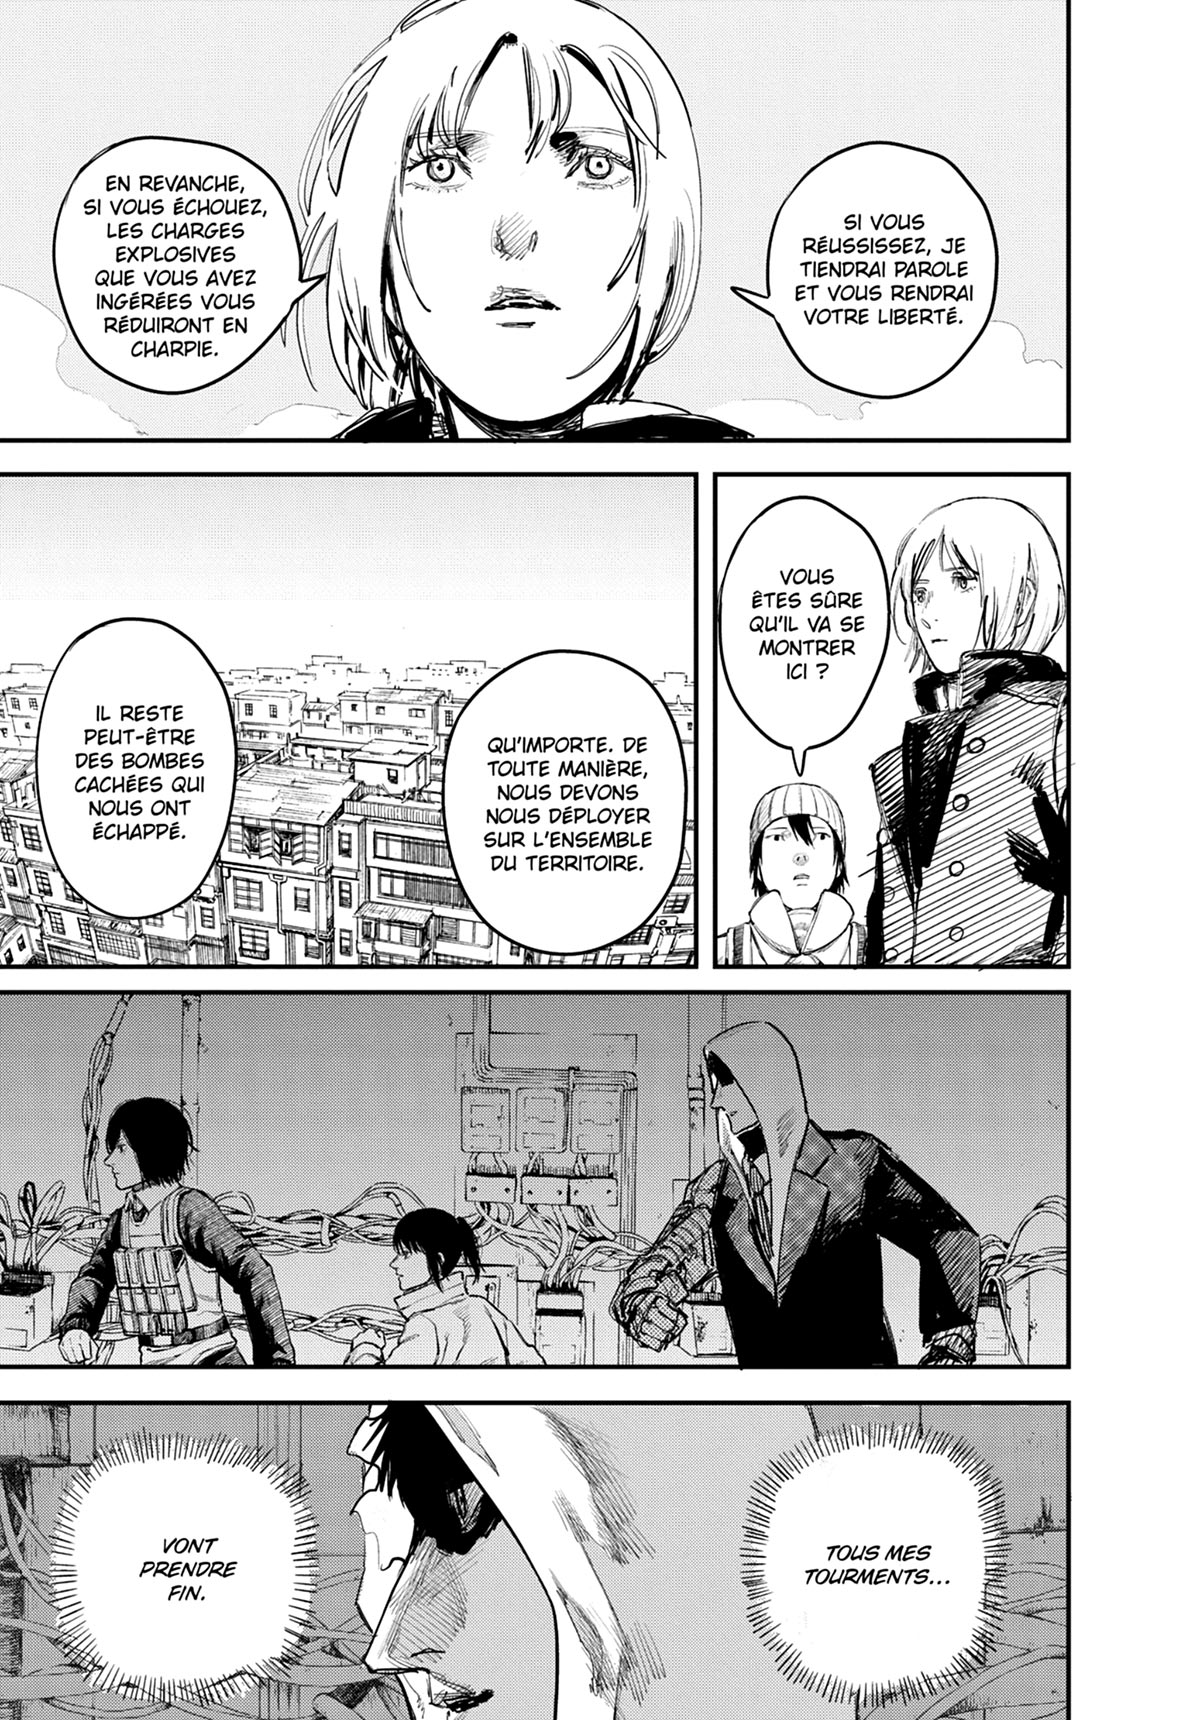 SI VOUS
RÉUSSISSEZ, JE
TIENDRAI PAROLE
ET VOUS RENDRAI
VOTRE LIBERTÉ.
EN REVANCHE,
SI VOUS ÉCHOUEZ,
LES CHARGES
EXPLOSIVES
QUE VOUS AVEZ
INGÉRÉES VOUS
RÉDUIRONT EN
CHARPIE.
VOUS
ÊTES SÛRE
QU'IL VA SE
MONTRER
ICI ?
QU'IMPORTE. DE
TOUTE MANIÈRE,
NOUS DEVONS
NOUS DÉPLOYER
SUR L'ENSEMBLE
DU TERRITOIRE.
IL RESTE
PEUT-ÊTRE
DES BOMBES
CACHÉES QUI
NOUS ONT
ÉCHAPPÉ.
TOUS MES
TOURMENTS...
VONT
PRENDRE
FIN.